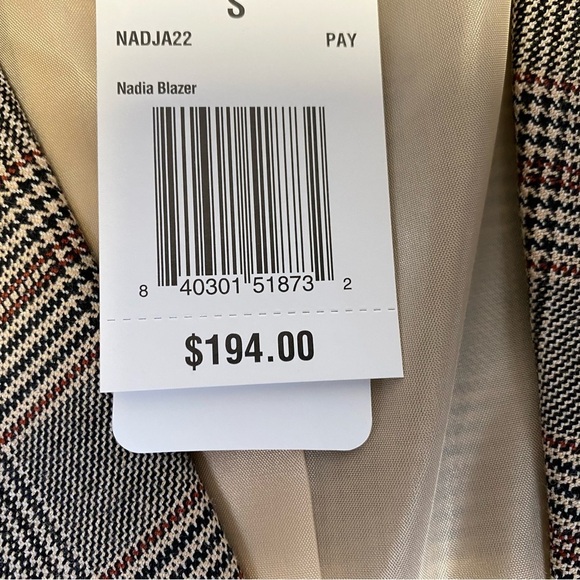 S
NADJA22 PAY
Nadia Blazer
8 40301 51873 2
$194.00